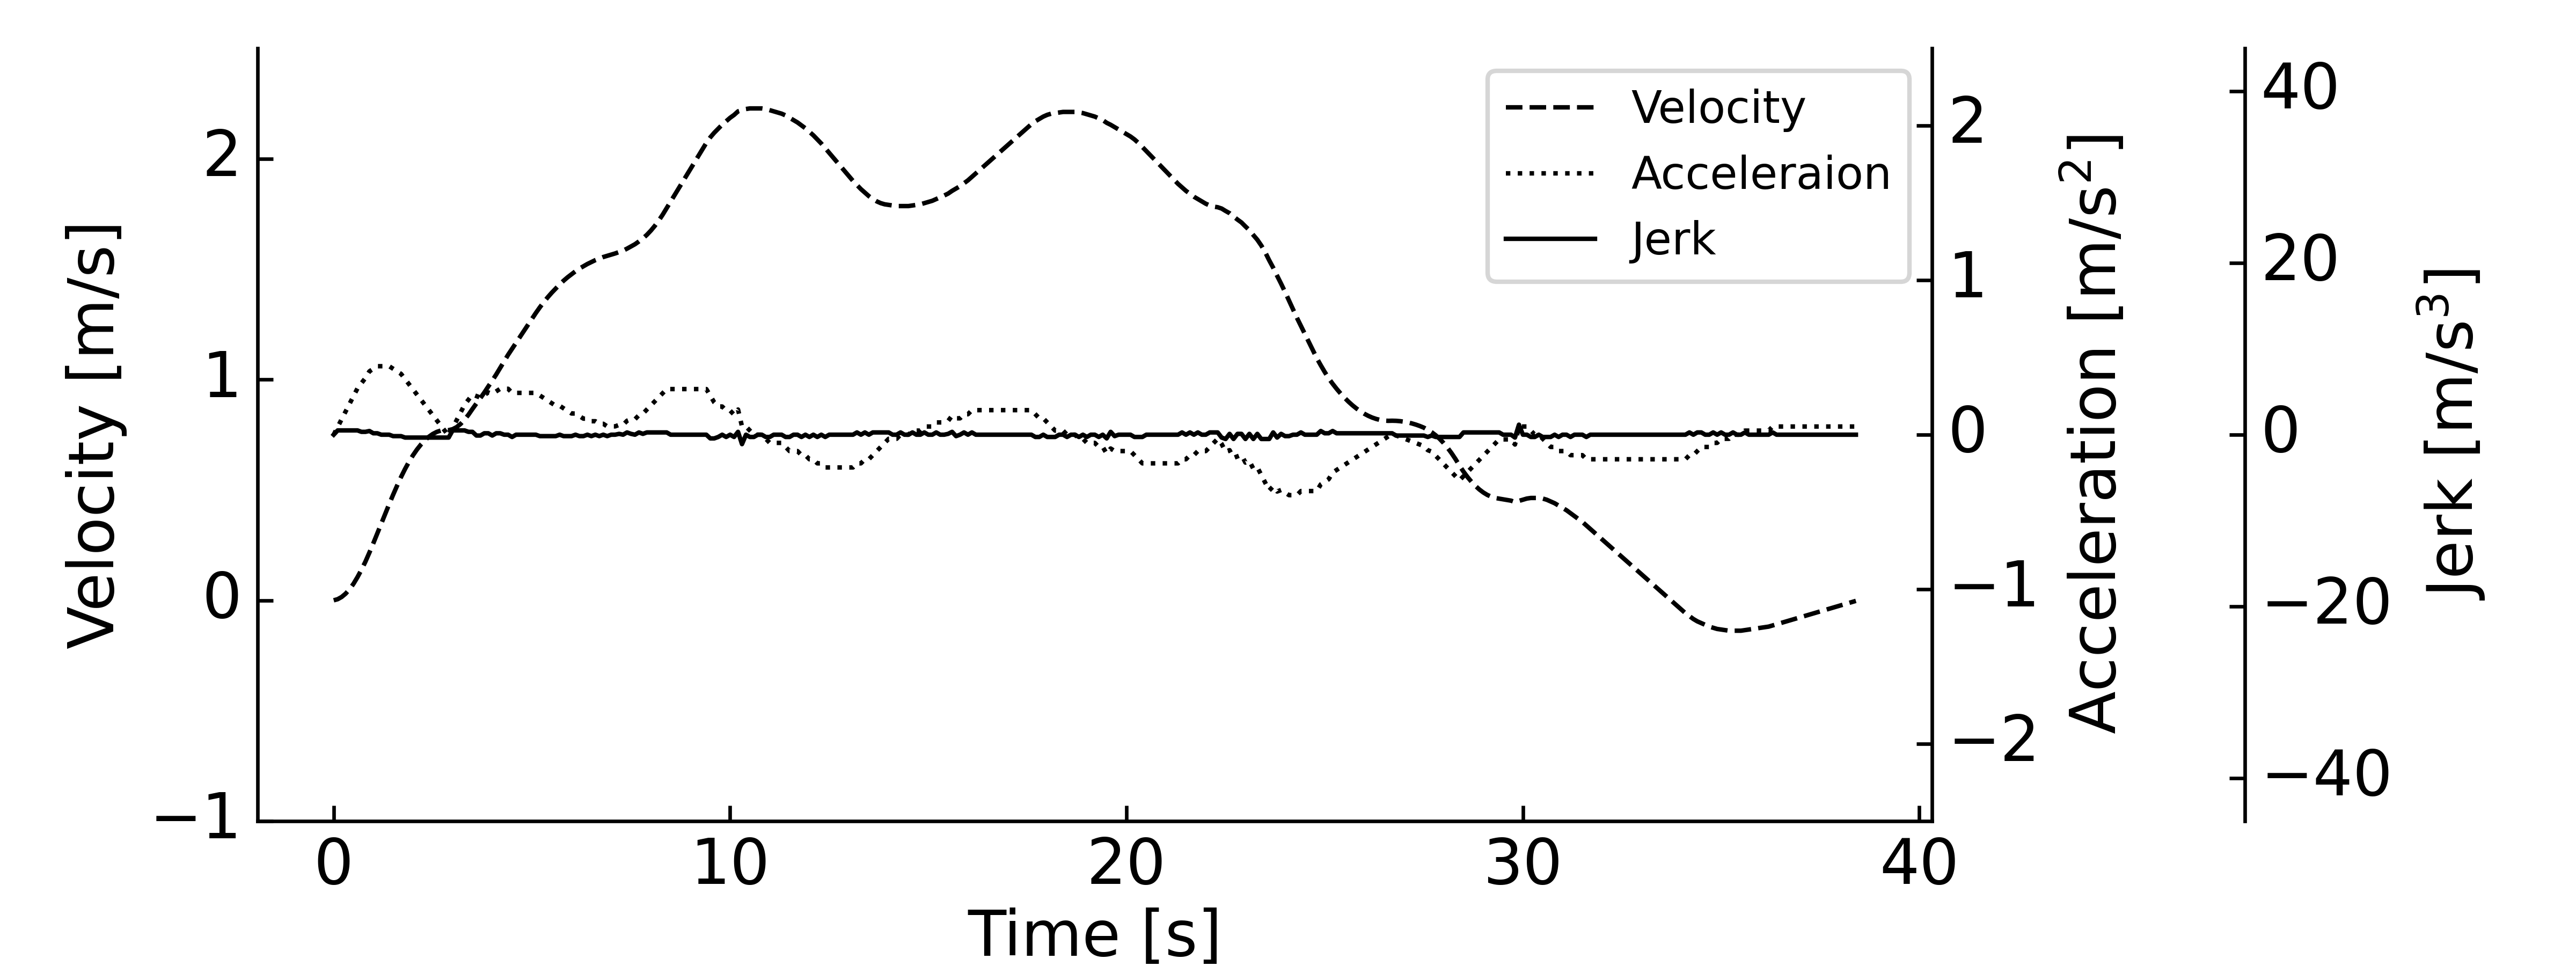 Velocity [m/s]
2
1
0
−1
0
10
20
30
40
Time [s]
Velocity
Acceleraion
Jerk
2
1
0
−1
−2
Acceleration [m/s²]
40
20
0
−20
−40
Jerk [m/s³]